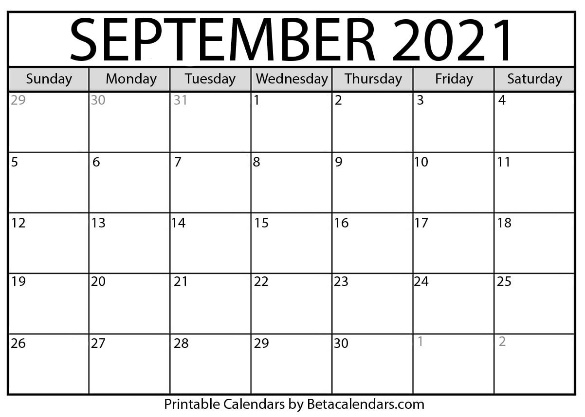 SEPTEMBER 2021
Sunday Monday Tuesday Wednesday Thursday Friday Saturday
29 30 31 1 2 3 4
5 6 7 8 9 10 11
12 13 14 15 16 17 18
19 20 21 22 23 24 25
26 27 28 29 30 1 2
Printable Calendars by Betacalendars.com